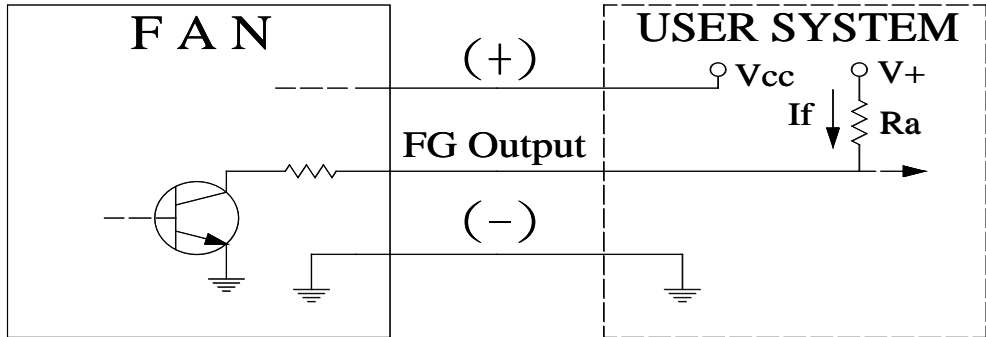 F A N
USER SYSTEM
(+)
Vcc
V+
If
Ra
FG Output
(-)